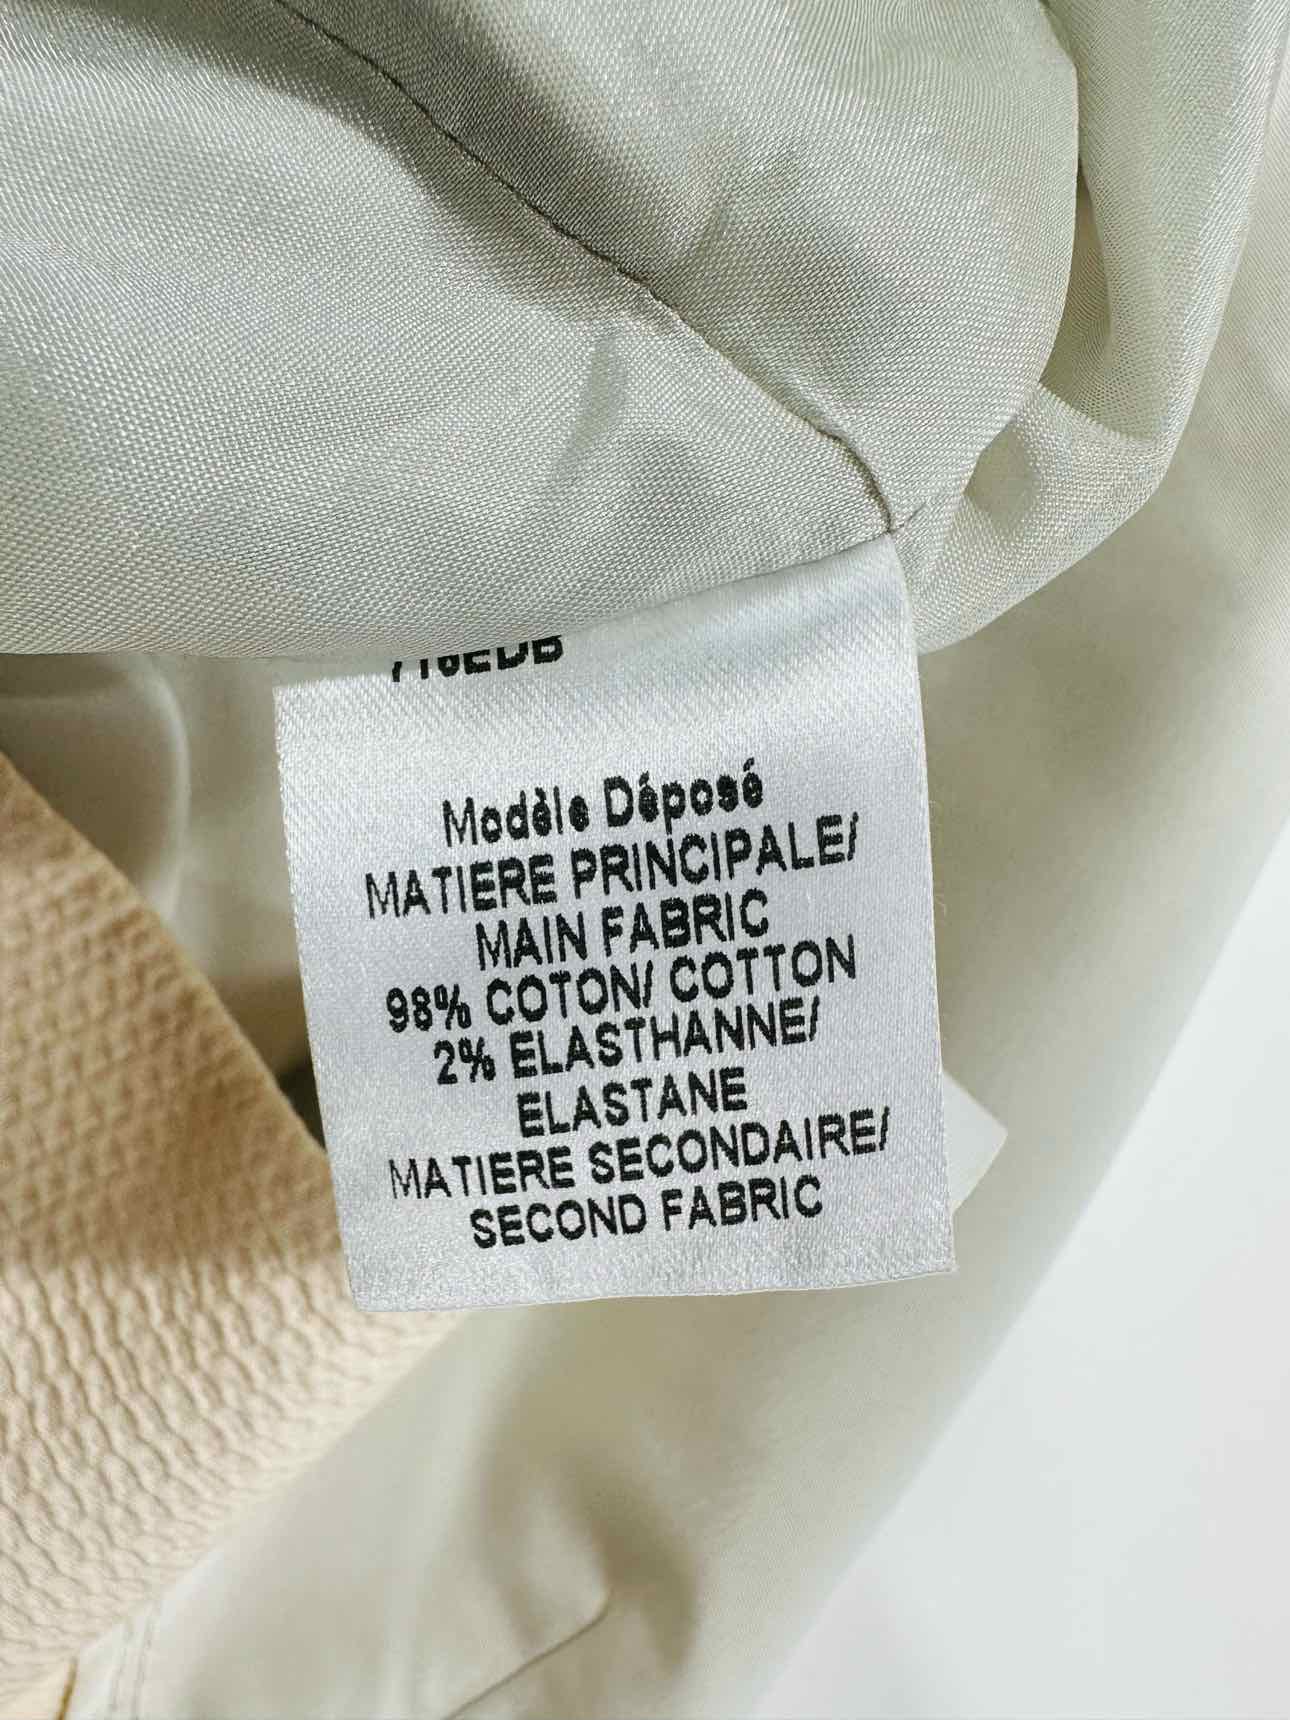 Modèle Déposé
MATIERE PRINCIPALE/
MAIN FABRIC
98% COTON/ COTTON
2% ELASTHANNE/
ELASTANE
MATIERE SECONDAIRE/
SECOND FABRIC